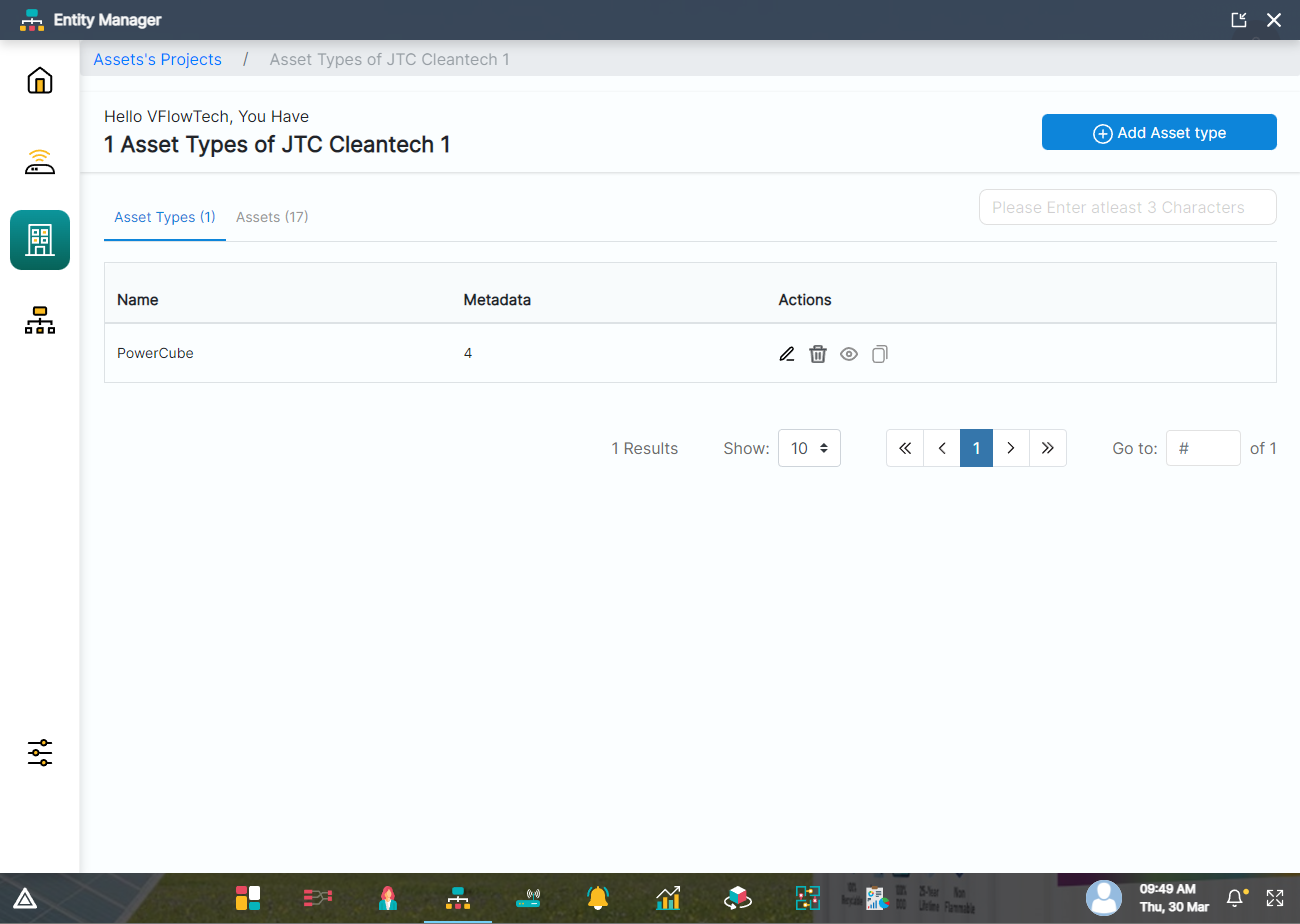 Entity Manager
Assets's Projects / Asset Types of JTC Cleantech 1
Hello VFlowTech, You Have
1 Asset Types of JTC Cleantech 1
Add Asset type
Asset Types (1) Assets (17)
Please Enter atleast 3 Characters
Name Metadata Actions
PowerCube 4
1 Results Show: 10 1 Go to: # of 1
09:49 AM
Thu, 30 Mar